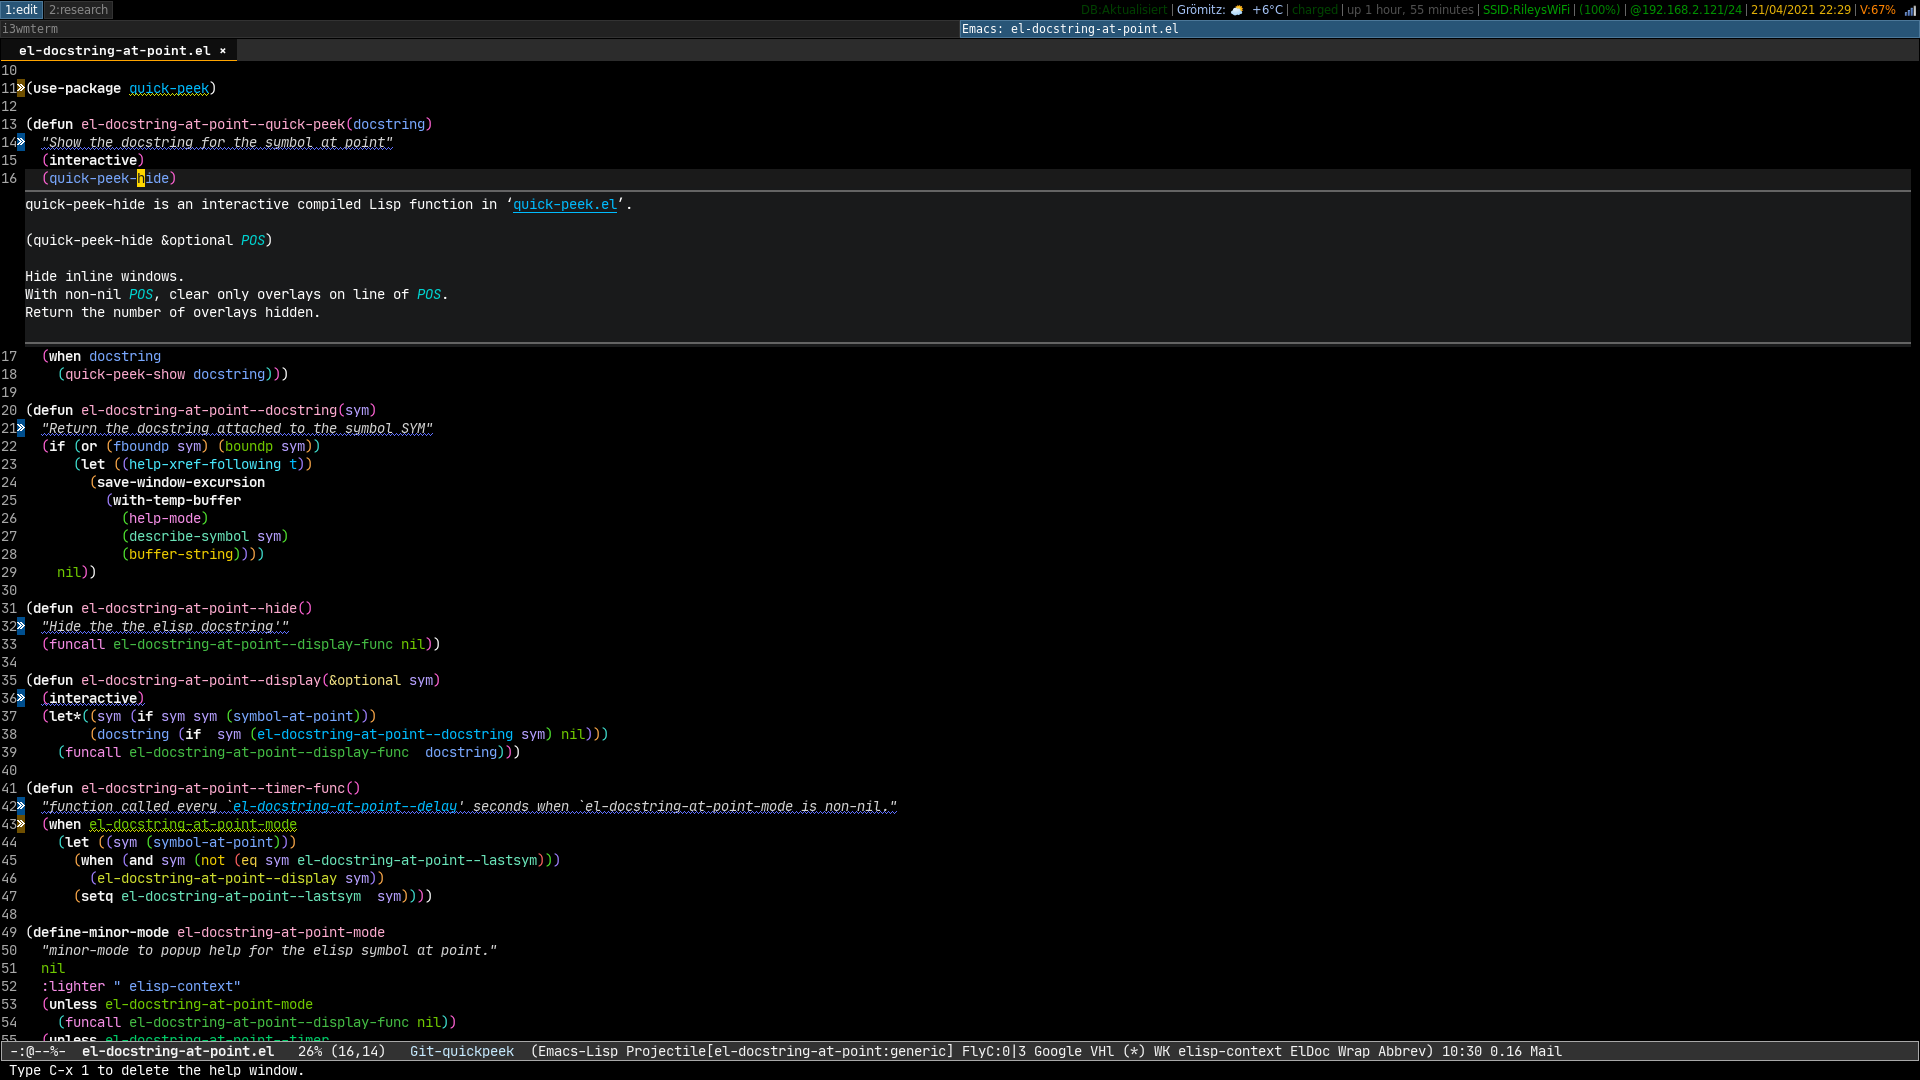 1:edit 2:research DB:Aktualisiert | Grömitz: +6°C | charged | up 1 hour, 55 minutes | SSID:RileysWiFi | (100%) | @192.168.2.121/24 | 21/04/2021 22:29 | V:67%
i3wmterm Emacs: el-docstring-at-point.el
el-docstring-at-point.el ×
10
11»(use-package quick-peek)
12
13 (defun el-docstring-at-point--quick-peek(docstring)
14»  "Show the docstring for the symbol at point"
15   (interactive)
16   (quick-peek-hide)
quick-peek-hide is an interactive compiled Lisp function in ‘quick-peek.el’.
(quick-peek-hide &optional POS)
Hide inline windows.
With non-nil POS, clear only overlays on line of POS.
Return the number of overlays hidden.
17   (when docstring
18     (quick-peek-show docstring)))
19
20 (defun el-docstring-at-point--docstring(sym)
21»  "Return the docstring attached to the symbol SYM"
22   (if (or (fboundp sym) (boundp sym))
23       (let ((help-xref-following t))
24         (save-window-excursion
25           (with-temp-buffer
26             (help-mode)
27             (describe-symbol sym)
28             (buffer-string))))
29     nil))
30
31 (defun el-docstring-at-point--hide()
32»  "Hide the the elisp docstring'"
33   (funcall el-docstring-at-point--display-func nil))
34
35 (defun el-docstring-at-point--display(&optional sym)
36»  (interactive)
37   (let*((sym (if sym sym (symbol-at-point)))
38         (docstring (if  sym (el-docstring-at-point--docstring sym) nil)))
39     (funcall el-docstring-at-point--display-func  docstring)))
40
41 (defun el-docstring-at-point--timer-func()
42»  "function called every `el-docstring-at-point--delay' seconds when `el-docstring-at-point-mode is non-nil."
43»  (when el-docstring-at-point-mode
44     (let ((sym (symbol-at-point)))
45       (when (and sym (not (eq sym el-docstring-at-point--lastsym)))
46         (el-docstring-at-point--display sym))
47       (setq el-docstring-at-point--lastsym  sym))))
48
49 (define-minor-mode el-docstring-at-point-mode
50   "minor-mode to popup help for the elisp symbol at point."
51   nil
52   :lighter " elisp-context"
53   (unless el-docstring-at-point-mode
54     (funcall el-docstring-at-point--display-func nil))
55   (unless el-docstring-at-point--timer
-:@--%-  el-docstring-at-point.el   26% (16,14)   Git-quickpeek  (Emacs-Lisp Projectile[el-docstring-at-point:generic] FlyC:0|3 Google VHl (*) WK elisp-context ElDoc Wrap Abbrev) 10:30 0.16 Mail
Type C-x 1 to delete the help window.